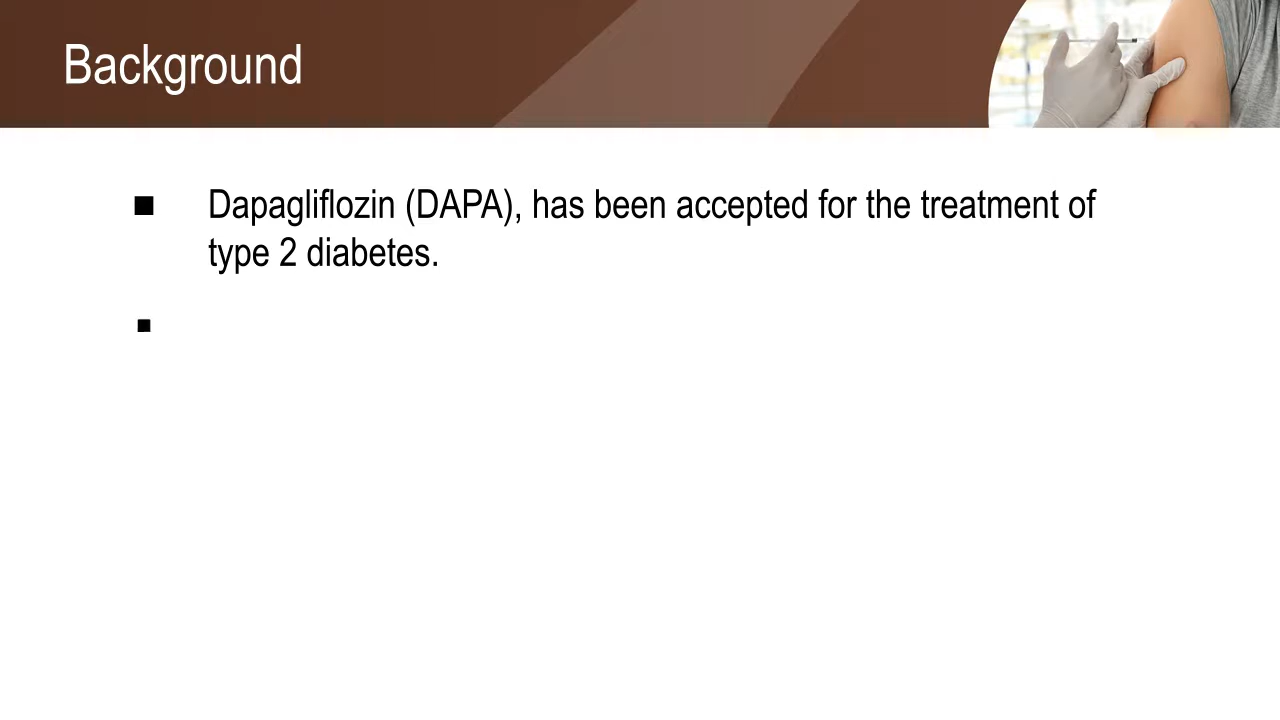 Background
■ Dapagliflozin (DAPA), has been accepted for the treatment of
type 2 diabetes.
■